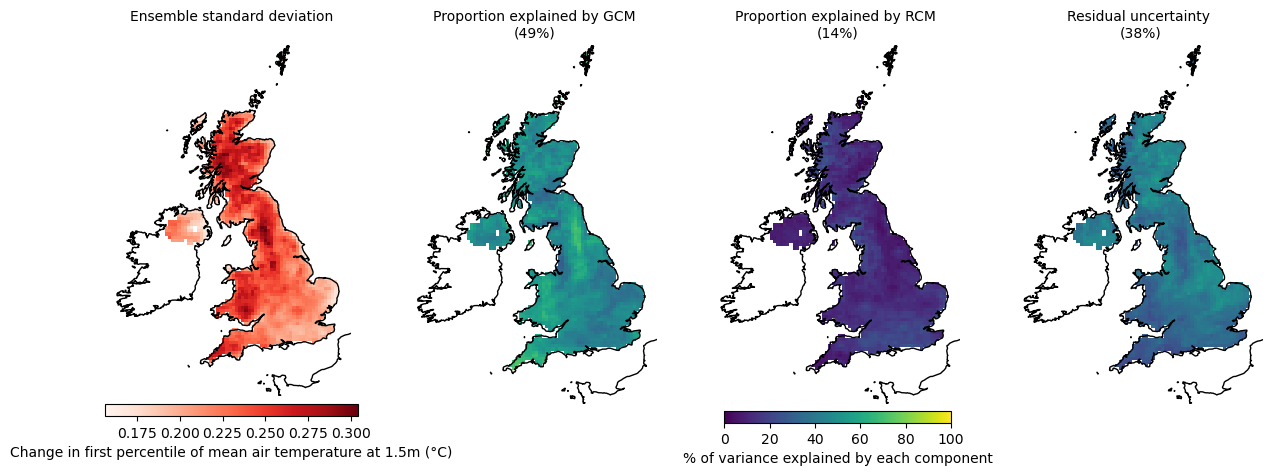 Ensemble standard deviation
Proportion explained by GCM
(49%)
Proportion explained by RCM
(14%)
Residual uncertainty
(38%)
0.175 0.200 0.225 0.250 0.275 0.300
Change in first percentile of mean air temperature at 1.5m (°C)
0 20 40 60 80 100
% of variance explained by each component